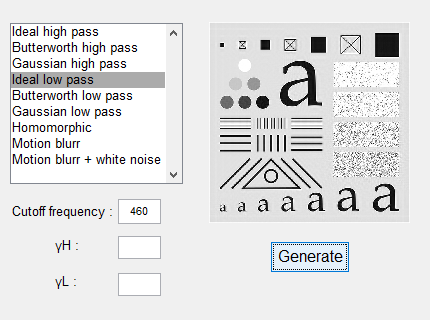 Ideal high pass
Butterworth high pass
Gaussian high pass
Ideal low pass
Butterworth low pass
Gaussian low pass
Homomorphic
Motion blurr
Motion blurr + white noise
Cutoff frequency : 460
γH :
γL :
a
a a a a a a a
Generate